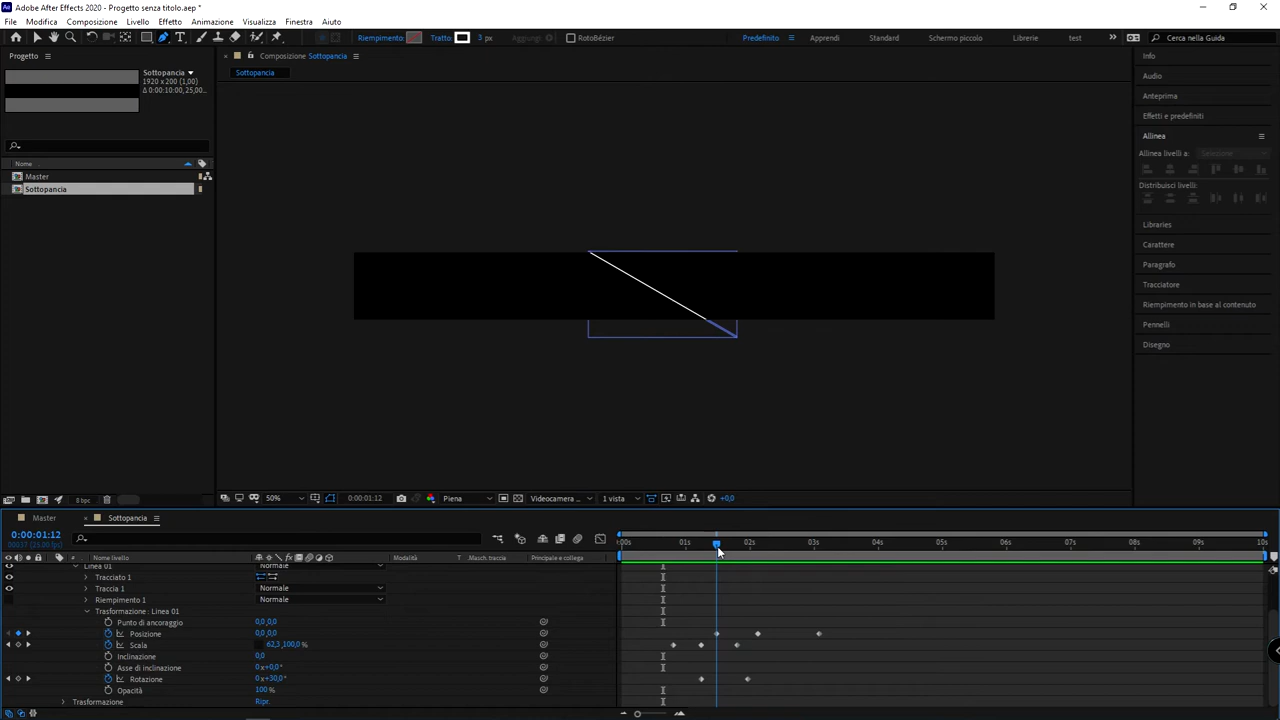 Adobe After Effects 2020 - Progetto senza titolo.aep *
File Modifica Composizione Livello Effetto Animazione Visualizza Finestra Aiuto
Riempimento: Tratto: 3 px Aggiungi: RotoBézier Predefinito Apprendi Standard Schermo piccolo Librerie test Cerca nella Guida
Progetto
Composizione Sottopancia
Sottopancia
Sottopancia
1920 x 200 (1,00)
Δ 0:00:10:00, 25,00...
Nome
Master
Sottopancia
Info
Audio
Anteprima
Effetti e predefiniti
Allinea
Allinea livelli a: Selezione
Distribuisci livelli:
Libraries
Carattere
Paragrafo
Tracciatore
Riempimento in base al contenuto
Pennelli
Disegno
8 bpc
50% 0:00:01:12 Piena Videocamera ... 1 vista +0,0
Master Sottopancia
0:00:01:12
00037 (25.00 fps)
:00s 01s 02s 03s 04s 05s 06s 07s 08s 09s 10s
# Nome livello Modalità T .Masch.traccia Principale e collega
Linea 01 Normale
Tracciato 1
Traccia 1 Normale
Riempimento 1 Normale
Trasformazione : Linea 01
Punto di ancoraggio 0,0,0,0
Posizione 0,0,0,0
Scala 62,3,100,0 %
Inclinazione 0,0
Asse di inclinazione 0 x+0,0°
Rotazione 0 x+30,0°
Opacità 100 %
Trasformazione Ripr.